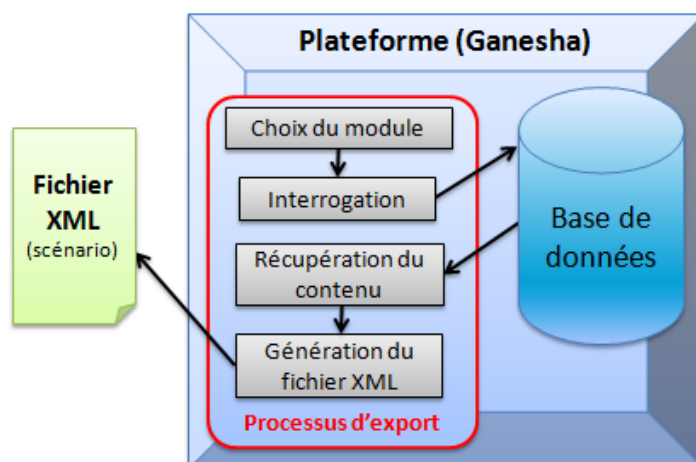 Plateforme (Ganesha)
Choix du module
Interrogation
Récupération du
contenu
Génération du
fichier XML
Processus d’export
Base de
données
Fichier
XML
(scénario)